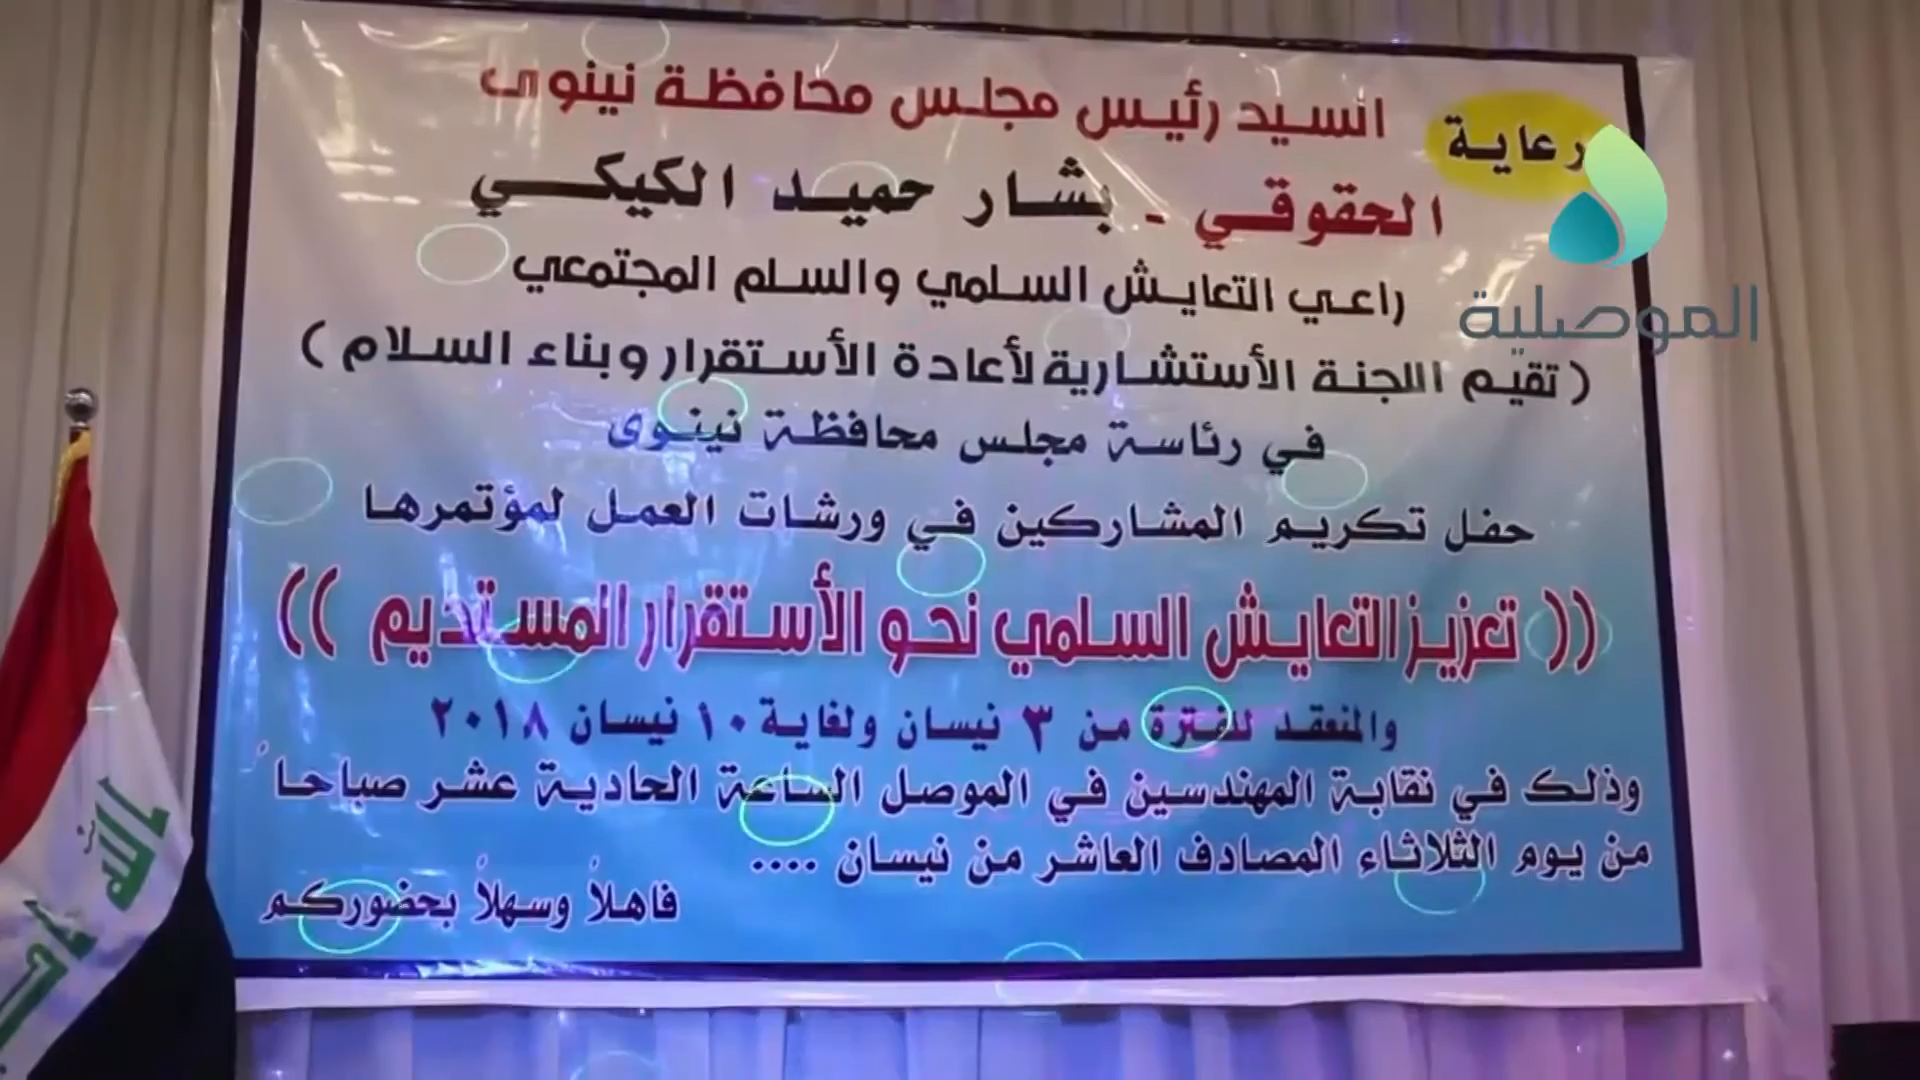 رعاية السيد رئيس مجلس محافظة نينوى
الحقوقي - بشار حميد الكيكي
راعي التعايش السلمي والسلم المجتمعي
( تقيم اللجنة الأستشارية لأعادة الأستقرار وبناء السلام )
في رئاسة مجلس محافظة نينوى
حفل تكريم المشاركين في ورشات العمل لمؤتمرها
(( تعزيز التعايش السلمي نحو الأستقرار المستديم ))
والمنعقد للفترة من ٣ نيسان ولغاية ١٠ نيسان ٢٠١٨
وذلك في نقابة المهندسين في الموصل الساعة الحادية عشر صباحاً
من يوم الثلاثاء المصادف العاشر من نيسان ....
فاهلاً وسهلاً بحضوركم
الموصلية
الله